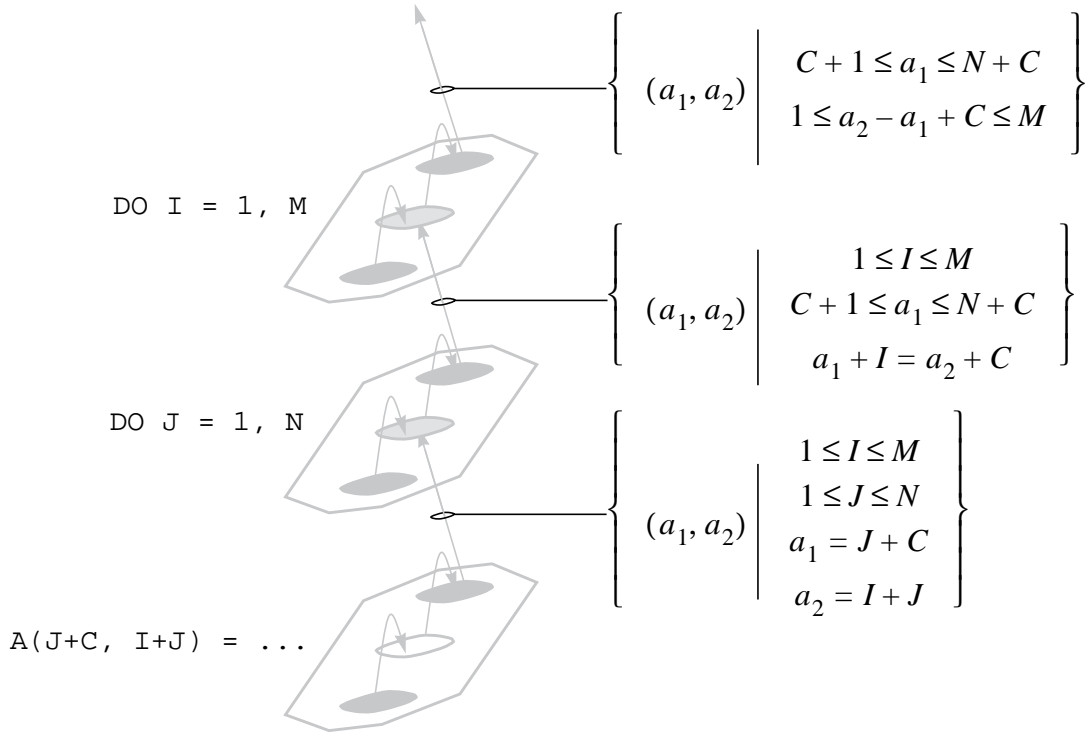 C + 1 ≤ a₁ ≤ N + C
(a₁, a₂)
1 ≤ a₂ – a₁ + C ≤ M
DO I = 1, M
1 ≤ I ≤ M
(a₁, a₂)
C + 1 ≤ a₁ ≤ N + C
a₁ + I = a₂ + C
DO J = 1, N
1 ≤ I ≤ M
1 ≤ J ≤ N
(a₁, a₂)
a₁ = J + C
a₂ = I + J
A(J+C, I+J) = ...